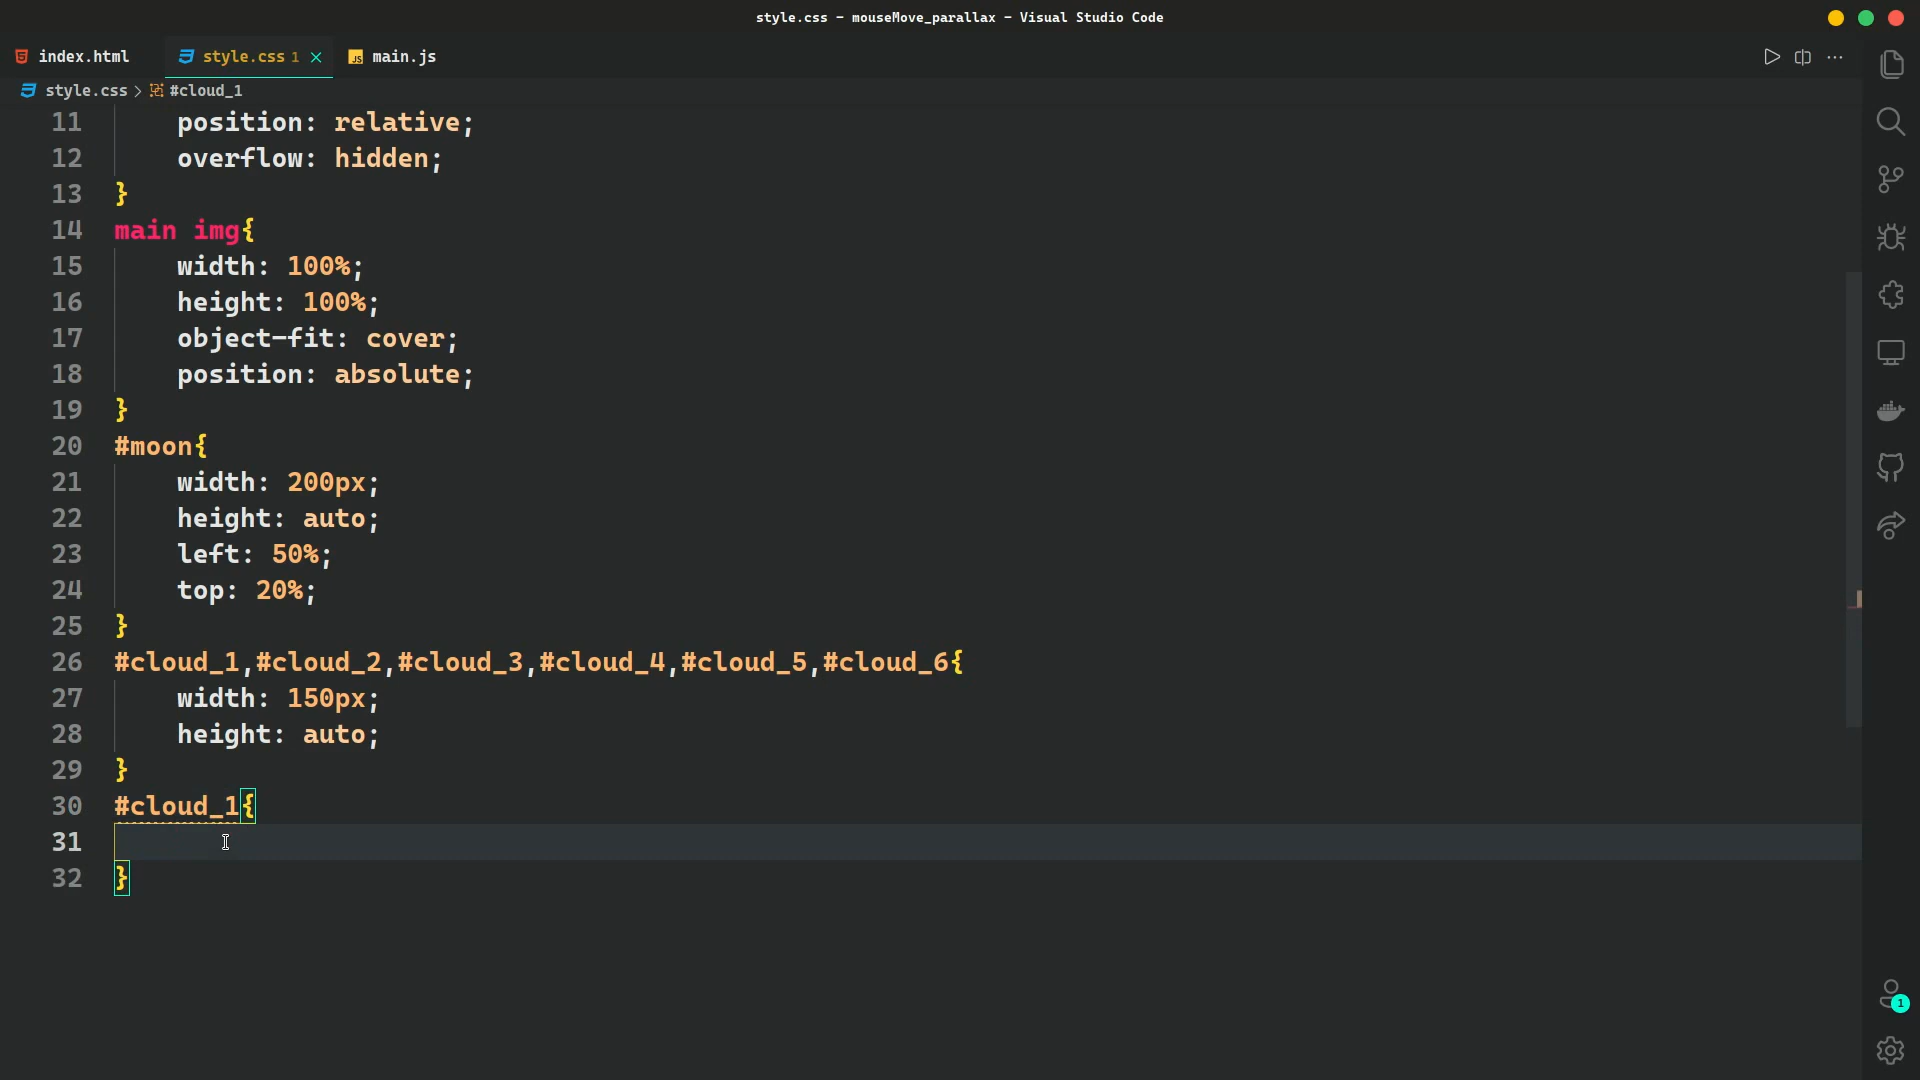 style.css - mouseMove_parallax - Visual Studio Code
index.html
style.css 1
main.js
style.css > #cloud_1
11 position: relative;
12 overflow: hidden;
13 }
14 main img{
15 width: 100%;
16 height: 100%;
17 object-fit: cover;
18 position: absolute;
19 }
20 #moon{
21 width: 200px;
22 height: auto;
23 left: 50%;
24 top: 20%;
25 }
26 #cloud_1,#cloud_2,#cloud_3,#cloud_4,#cloud_5,#cloud_6{
27 width: 150px;
28 height: auto;
29 }
30 #cloud_1{
31
32 }
1